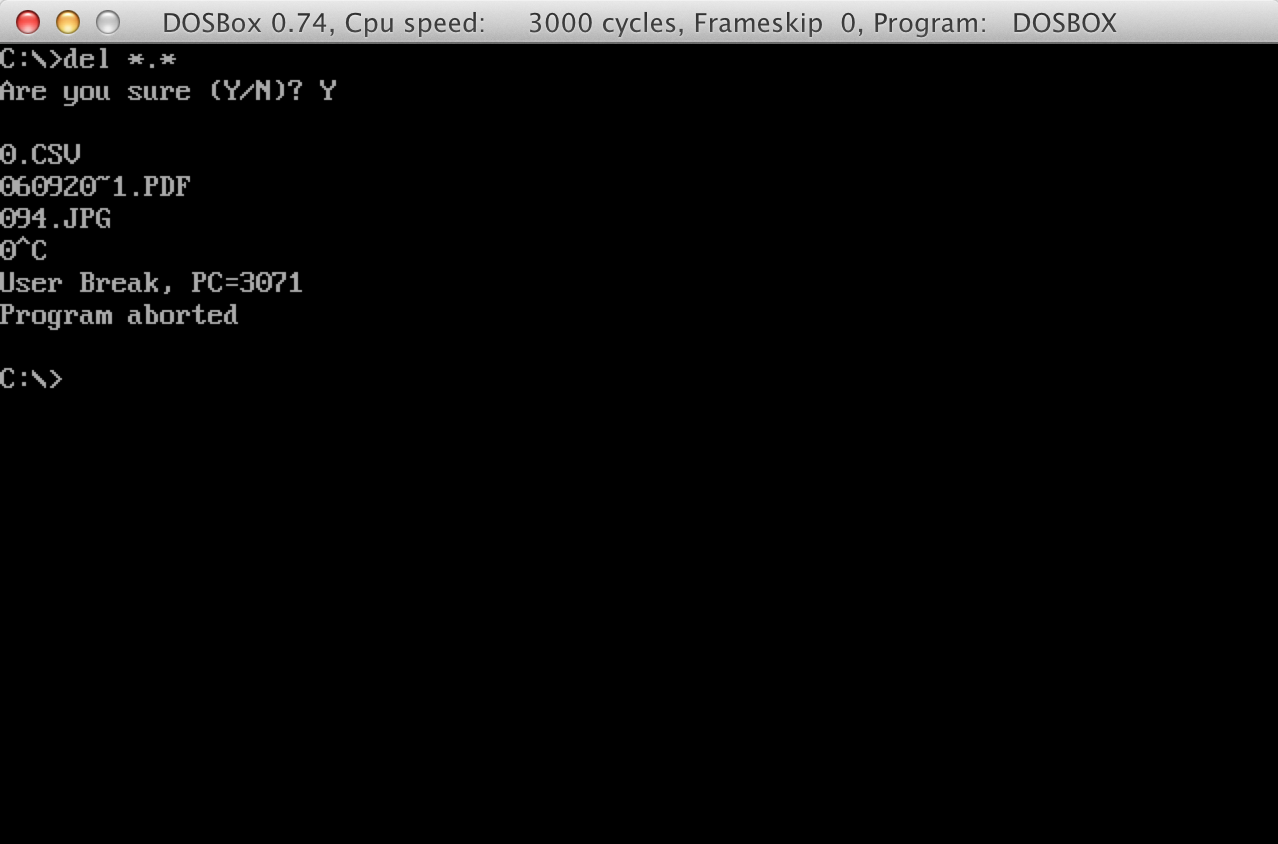 DOSBox 0.74, Cpu speed: 3000 cycles, Frameskip 0, Program: DOSBOX
C:\>del *.*
Are you sure (Y/N)? Y
0.CSV
060920~1.PDF
094.JPG
0^C
User Break, PC=3071
Program aborted
C:\>